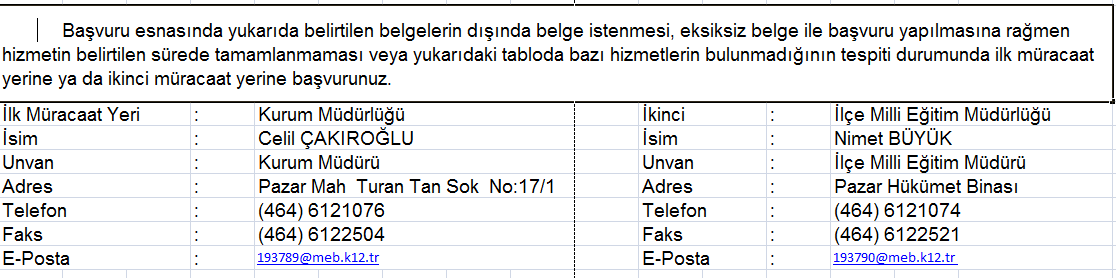 Başvuru esnasında yukarıda belirtilen belgelerin dışında belge istenmesi, eksiksiz belge ile başvuru yapılmasına rağmen
hizmetin belirtilen sürede tamamlanmaması veya yukarıdaki tabloda bazı hizmetlerin bulunmadığının tespiti durumunda ilk müracaat
yerine ya da ikinci müracaat yerine başvurunuz.
İlk Müracaat Yeri : Kurum Müdürlüğü İkinci : İlçe Milli Eğitim Müdürlüğü
İsim : Celil ÇAKIROĞLU İsim : Nimet BÜYÜK
Unvan : Kurum Müdürü Unvan : İlçe Milli Eğitim Müdürü
Adres : Pazar Mah Turan Tan Sok No:17/1 Adres : Pazar Hükümet Binası
Telefon : (464) 6121076 Telefon : (464) 6121074
Faks : (464) 6122504 Faks : (464) 6122521
E-Posta : 193789@meb.k12.tr E-Posta : 193790@meb.k12.tr